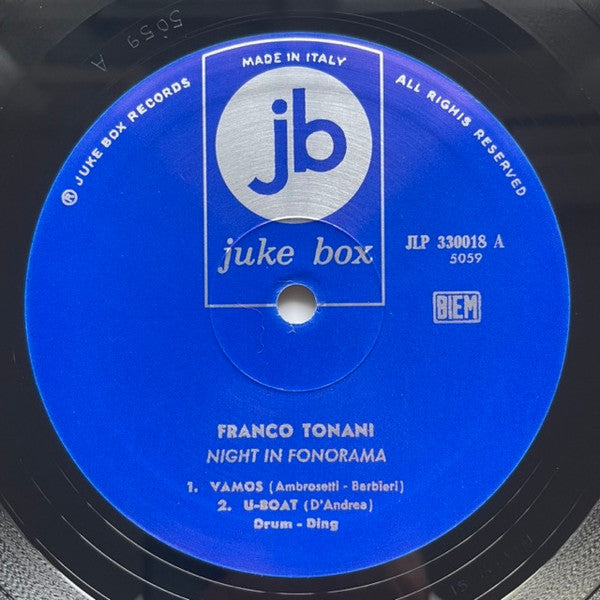 5059 A
MADE IN ITALY
Ⓡ JUKE BOX RECORDS
ALL RIGHTS RESERVED
jb
juke box
JLP 330018 A
5059
BIEM
FRANCO TONANI
NIGHT IN FONORAMA
1. VAMOS (Ambrosetti - Barbieri)
2. U-BOAT (D'Andrea)
Drum - Ding